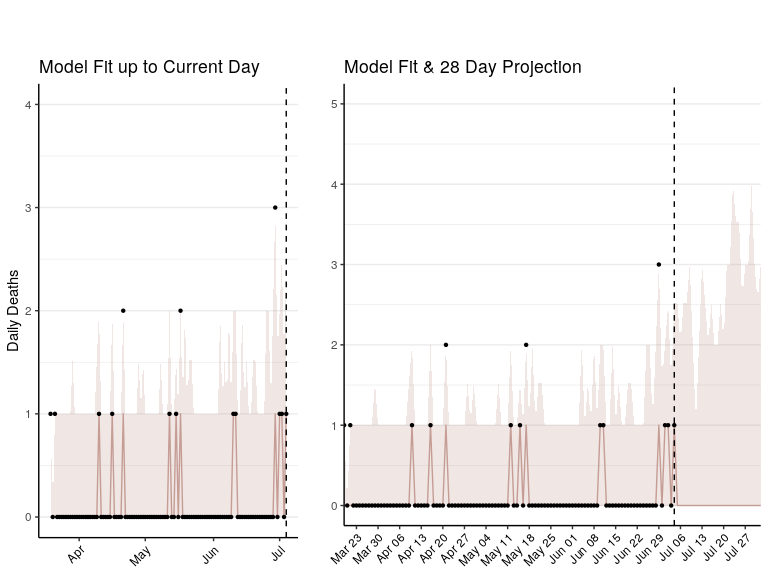 Model Fit up to Current Day
Daily Deaths
4
3
2
1
0
Apr
May
Jun
Jul
Model Fit & 28 Day Projection
5
4
3
2
1
0
Mar 23
Mar 30
Apr 06
Apr 13
Apr 20
Apr 27
May 04
May 11
May 18
May 25
Jun 01
Jun 08
Jun 15
Jun 22
Jun 29
Jul 06
Jul 13
Jul 20
Jul 27